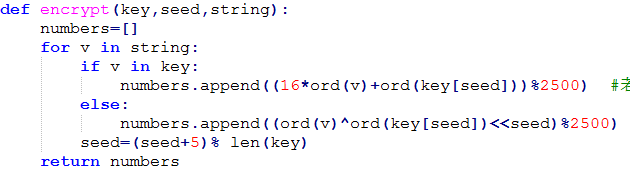 def encrypt(key,seed,string):
    numbers=[]
    for v in string:
        if v in key:
            numbers.append((16*ord(v)+ord(key[seed]))%2500)  #
        else:
            numbers.append((ord(v)^ord(key[seed])<<seed)%2500)
        seed=(seed+5)% len(key)
    return numbers